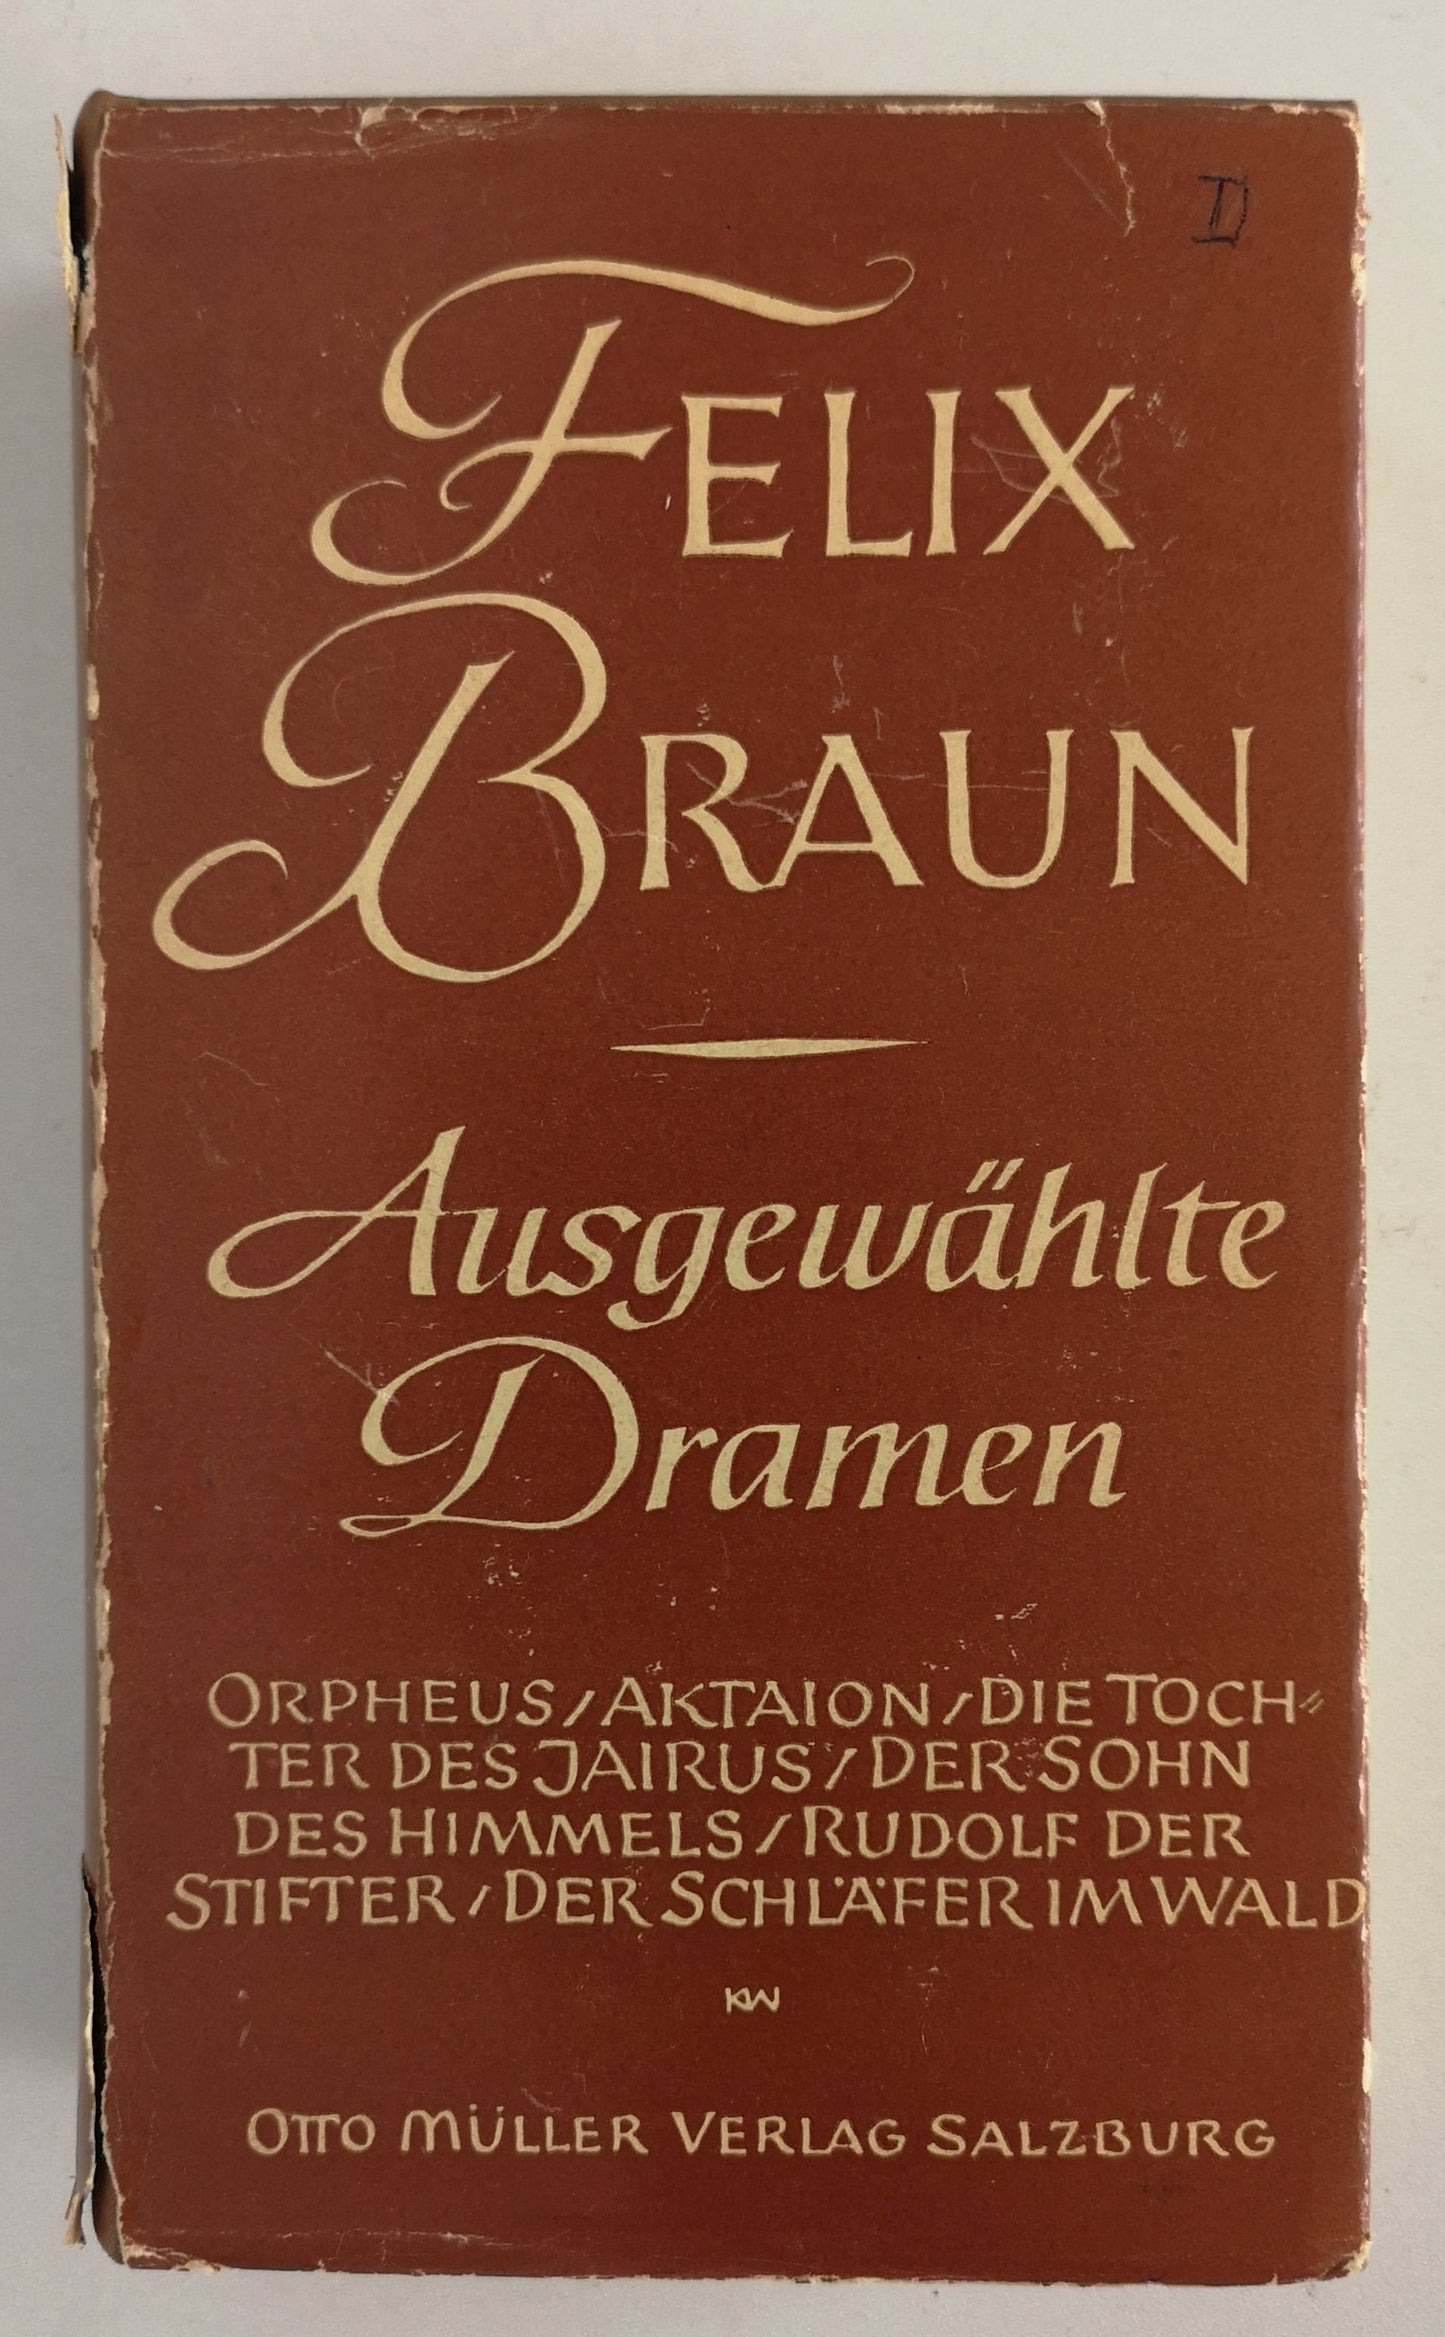 D
FELIX
BRAUN
Ausgewählte
Dramen
ORPHEUS/AKTAION/DIE TOCH=
TER DES JAIRUS/DER SOHN
DES HIMMELS/RUDOLF DER
STIFTER/DER SCHLÄFER IM WALD
KW
OTTO MÜLLER VERLAG SALZBURG